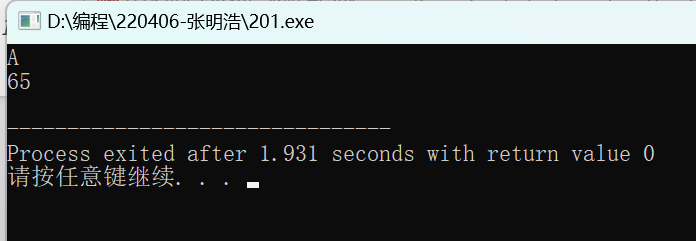 D:\编程\220406-张明浩\201.exe
A
65
--------------------------------
Process exited after 1.931 seconds with return value 0
请按任意键继续. . .